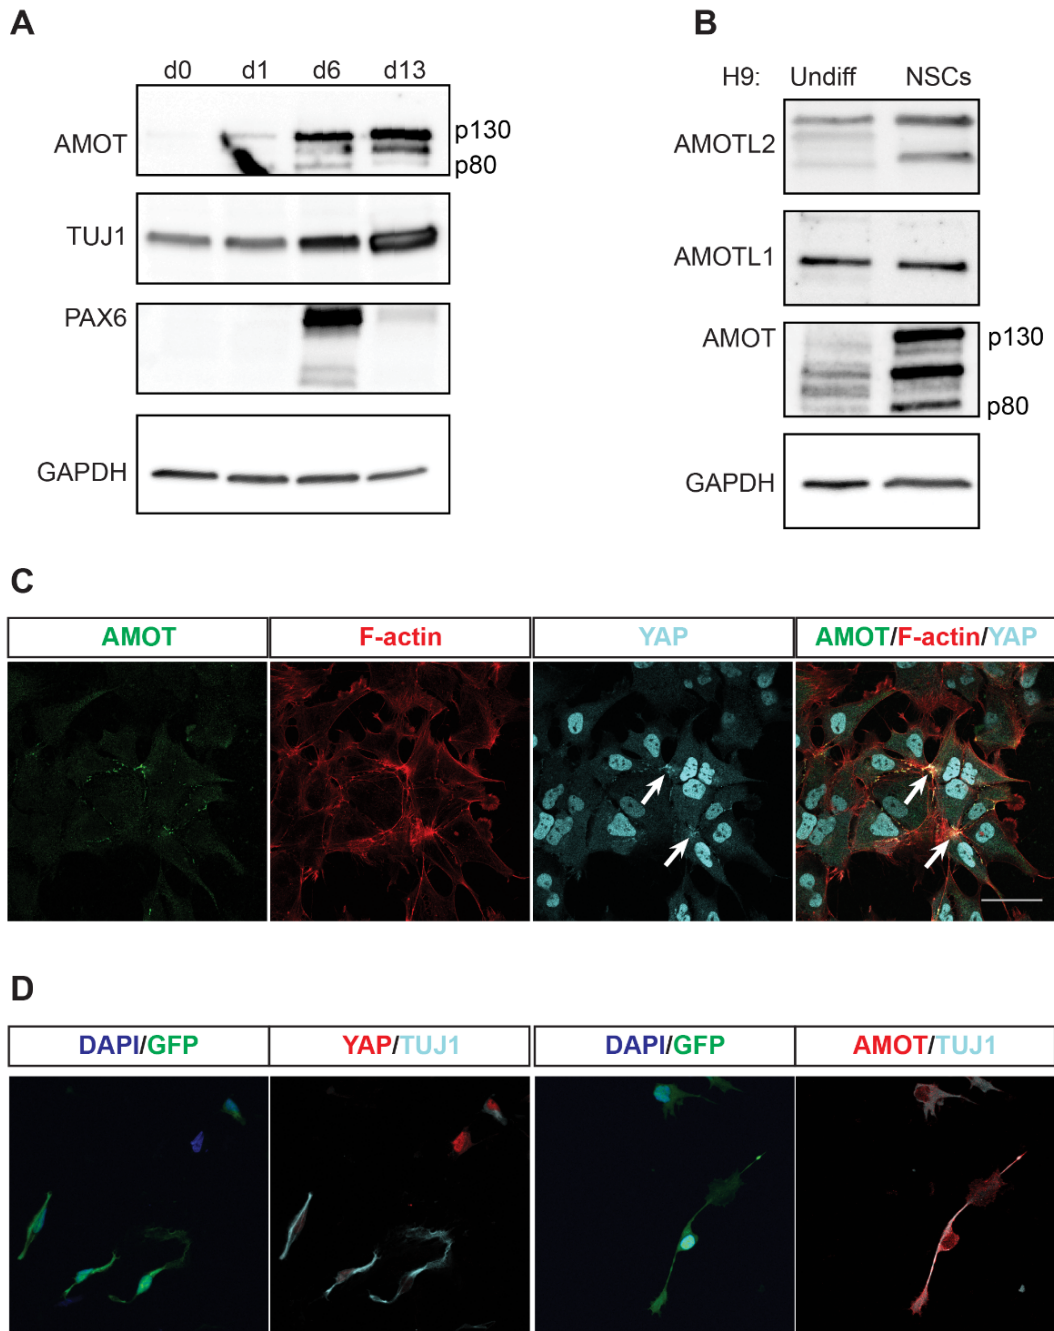 A
d0 d1 d6 d13
AMOT
p130
p80
TUJ1
PAX6
GAPDH
B
H9: Undiff NSCs
AMOTL2
AMOTL1
AMOT
p130
p80
GAPDH
C
AMOT F-actin YAP AMOT/F-actin/YAP
D
DAPI/GFP YAP/TUJ1 DAPI/GFP AMOT/TUJ1